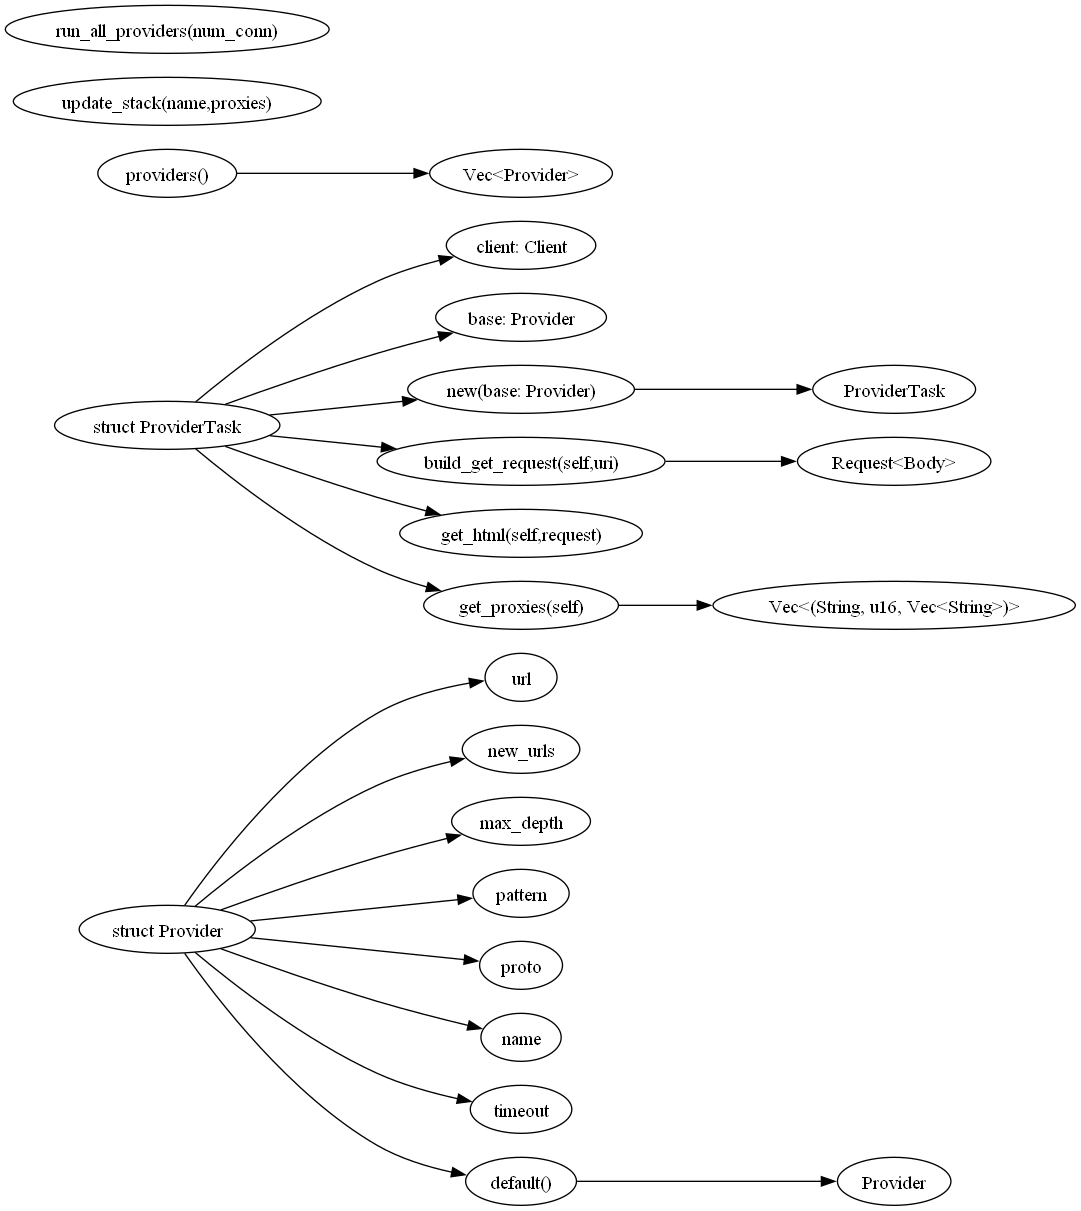 run_all_providers(num_conn)
update_stack(name,proxies)
providers()
Vec<Provider>
client: Client
base: Provider
new(base: Provider)
ProviderTask
struct ProviderTask
build_get_request(self,uri)
Request<Body>
get_html(self,request)
get_proxies(self)
Vec<(String, u16, Vec<String>)>
url
new_urls
max_depth
pattern
struct Provider
proto
name
timeout
default()
Provider